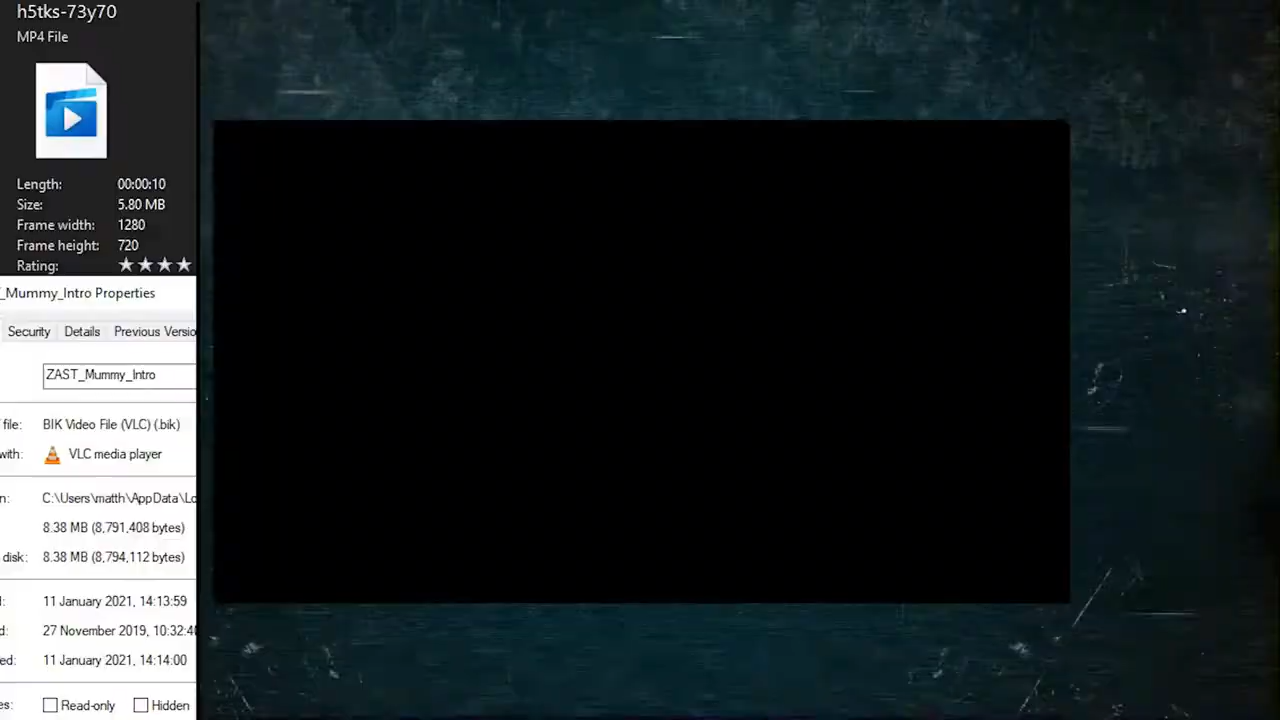 h5tks-73y70
MP4 File
Length: 00:00:10
Size: 5.80 MB
Frame width: 1280
Frame height: 720
Rating:
_Mummy_Intro Properties
Security Details Previous Versio
ZAST_Mummy_Intro
file: BIK Video File (VLC) (.bik)
with: VLC media player
n: C:\Users\matth\AppData\Lo
8.38 MB (8,791,408 bytes)
disk: 8.38 MB (8,794,112 bytes)
d: 11 January 2021, 14:13:59
d: 27 November 2019, 10:32:40
ed: 11 January 2021, 14:14:00
es: Read-only Hidden